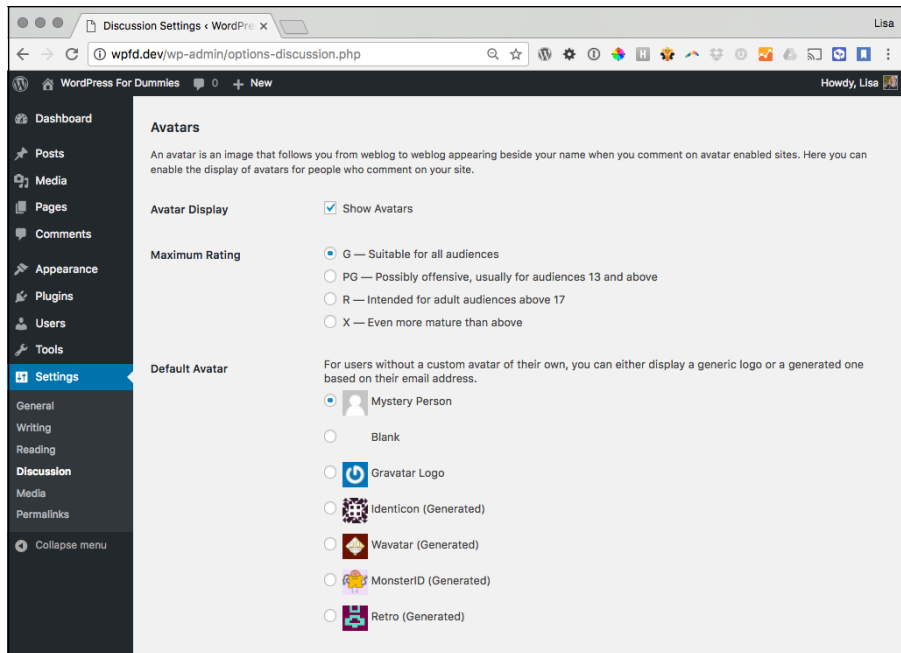 Discussion Settings ‹ WordPre
Lisa
wpfd.dev/wp-admin/options-discussion.php
WordPress For Dummies 0 + New
Howdy, Lisa
Dashboard
Posts
Media
Pages
Comments
Appearance
Plugins
Users
Tools
Settings
General
Writing
Reading
Discussion
Media
Permalinks
Collapse menu
Avatars
An avatar is an image that follows you from weblog to weblog appearing beside your name when you comment on avatar enabled sites. Here you can
enable the display of avatars for people who comment on your site.
Avatar Display
Show Avatars
Maximum Rating
G — Suitable for all audiences
PG — Possibly offensive, usually for audiences 13 and above
R — Intended for adult audiences above 17
X — Even more mature than above
Default Avatar
For users without a custom avatar of their own, you can either display a generic logo or a generated one
based on their email address.
Mystery Person
Blank
Gravatar Logo
Identicon (Generated)
Wavatar (Generated)
MonsterID (Generated)
Retro (Generated)